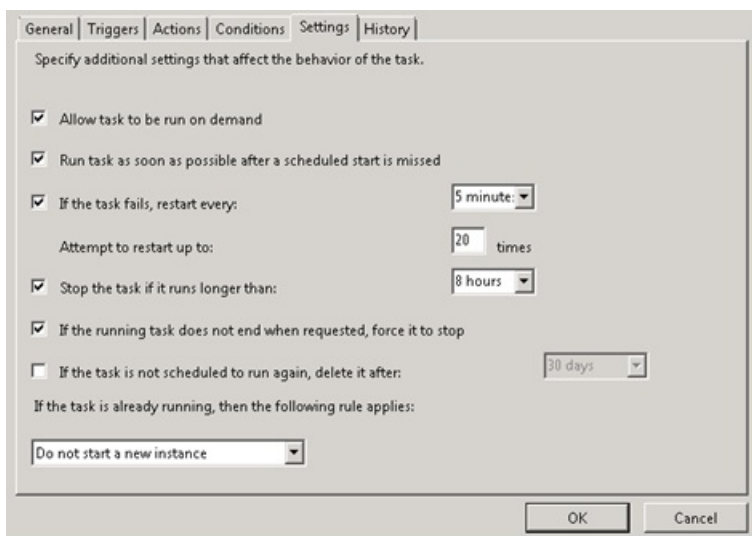 General Triggers Actions Conditions Settings History
Specify additional settings that affect the behavior of the task.
Allow task to be run on demand
Run task as soon as possible after a scheduled start is missed
If the task fails, restart every: 5 minute:
Attempt to restart up to: 20 times
Stop the task if it runs longer than: 8 hours
If the running task does not end when requested, force it to stop
If the task is not scheduled to run again, delete it after: 30 days
If the task is already running, then the following rule applies:
Do not start a new instance
OK Cancel